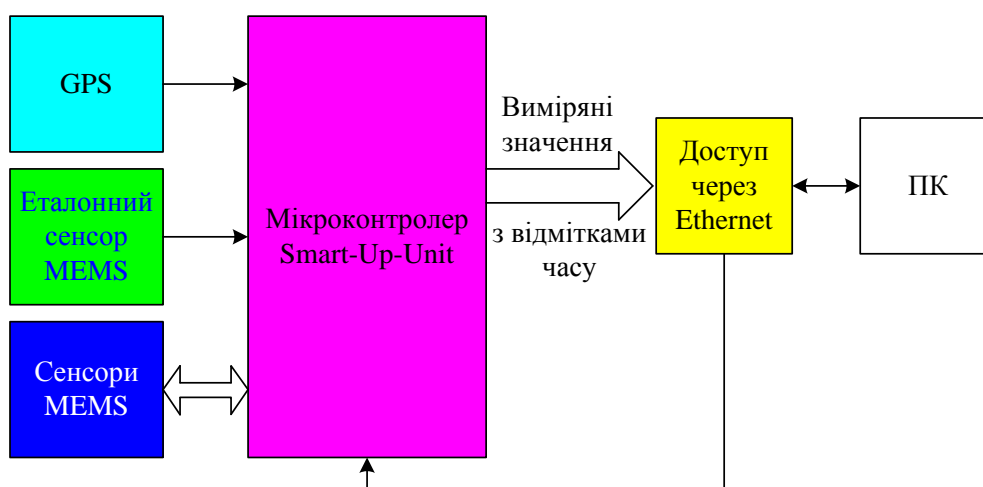 GPS
Еталонний
сенсор
MEMS
Сенсори
MEMS
Мікроконтролер
Smart-Up-Unit
Виміряні
значення
з відмітками
часу
Доступ
через
Ethernet
ПК